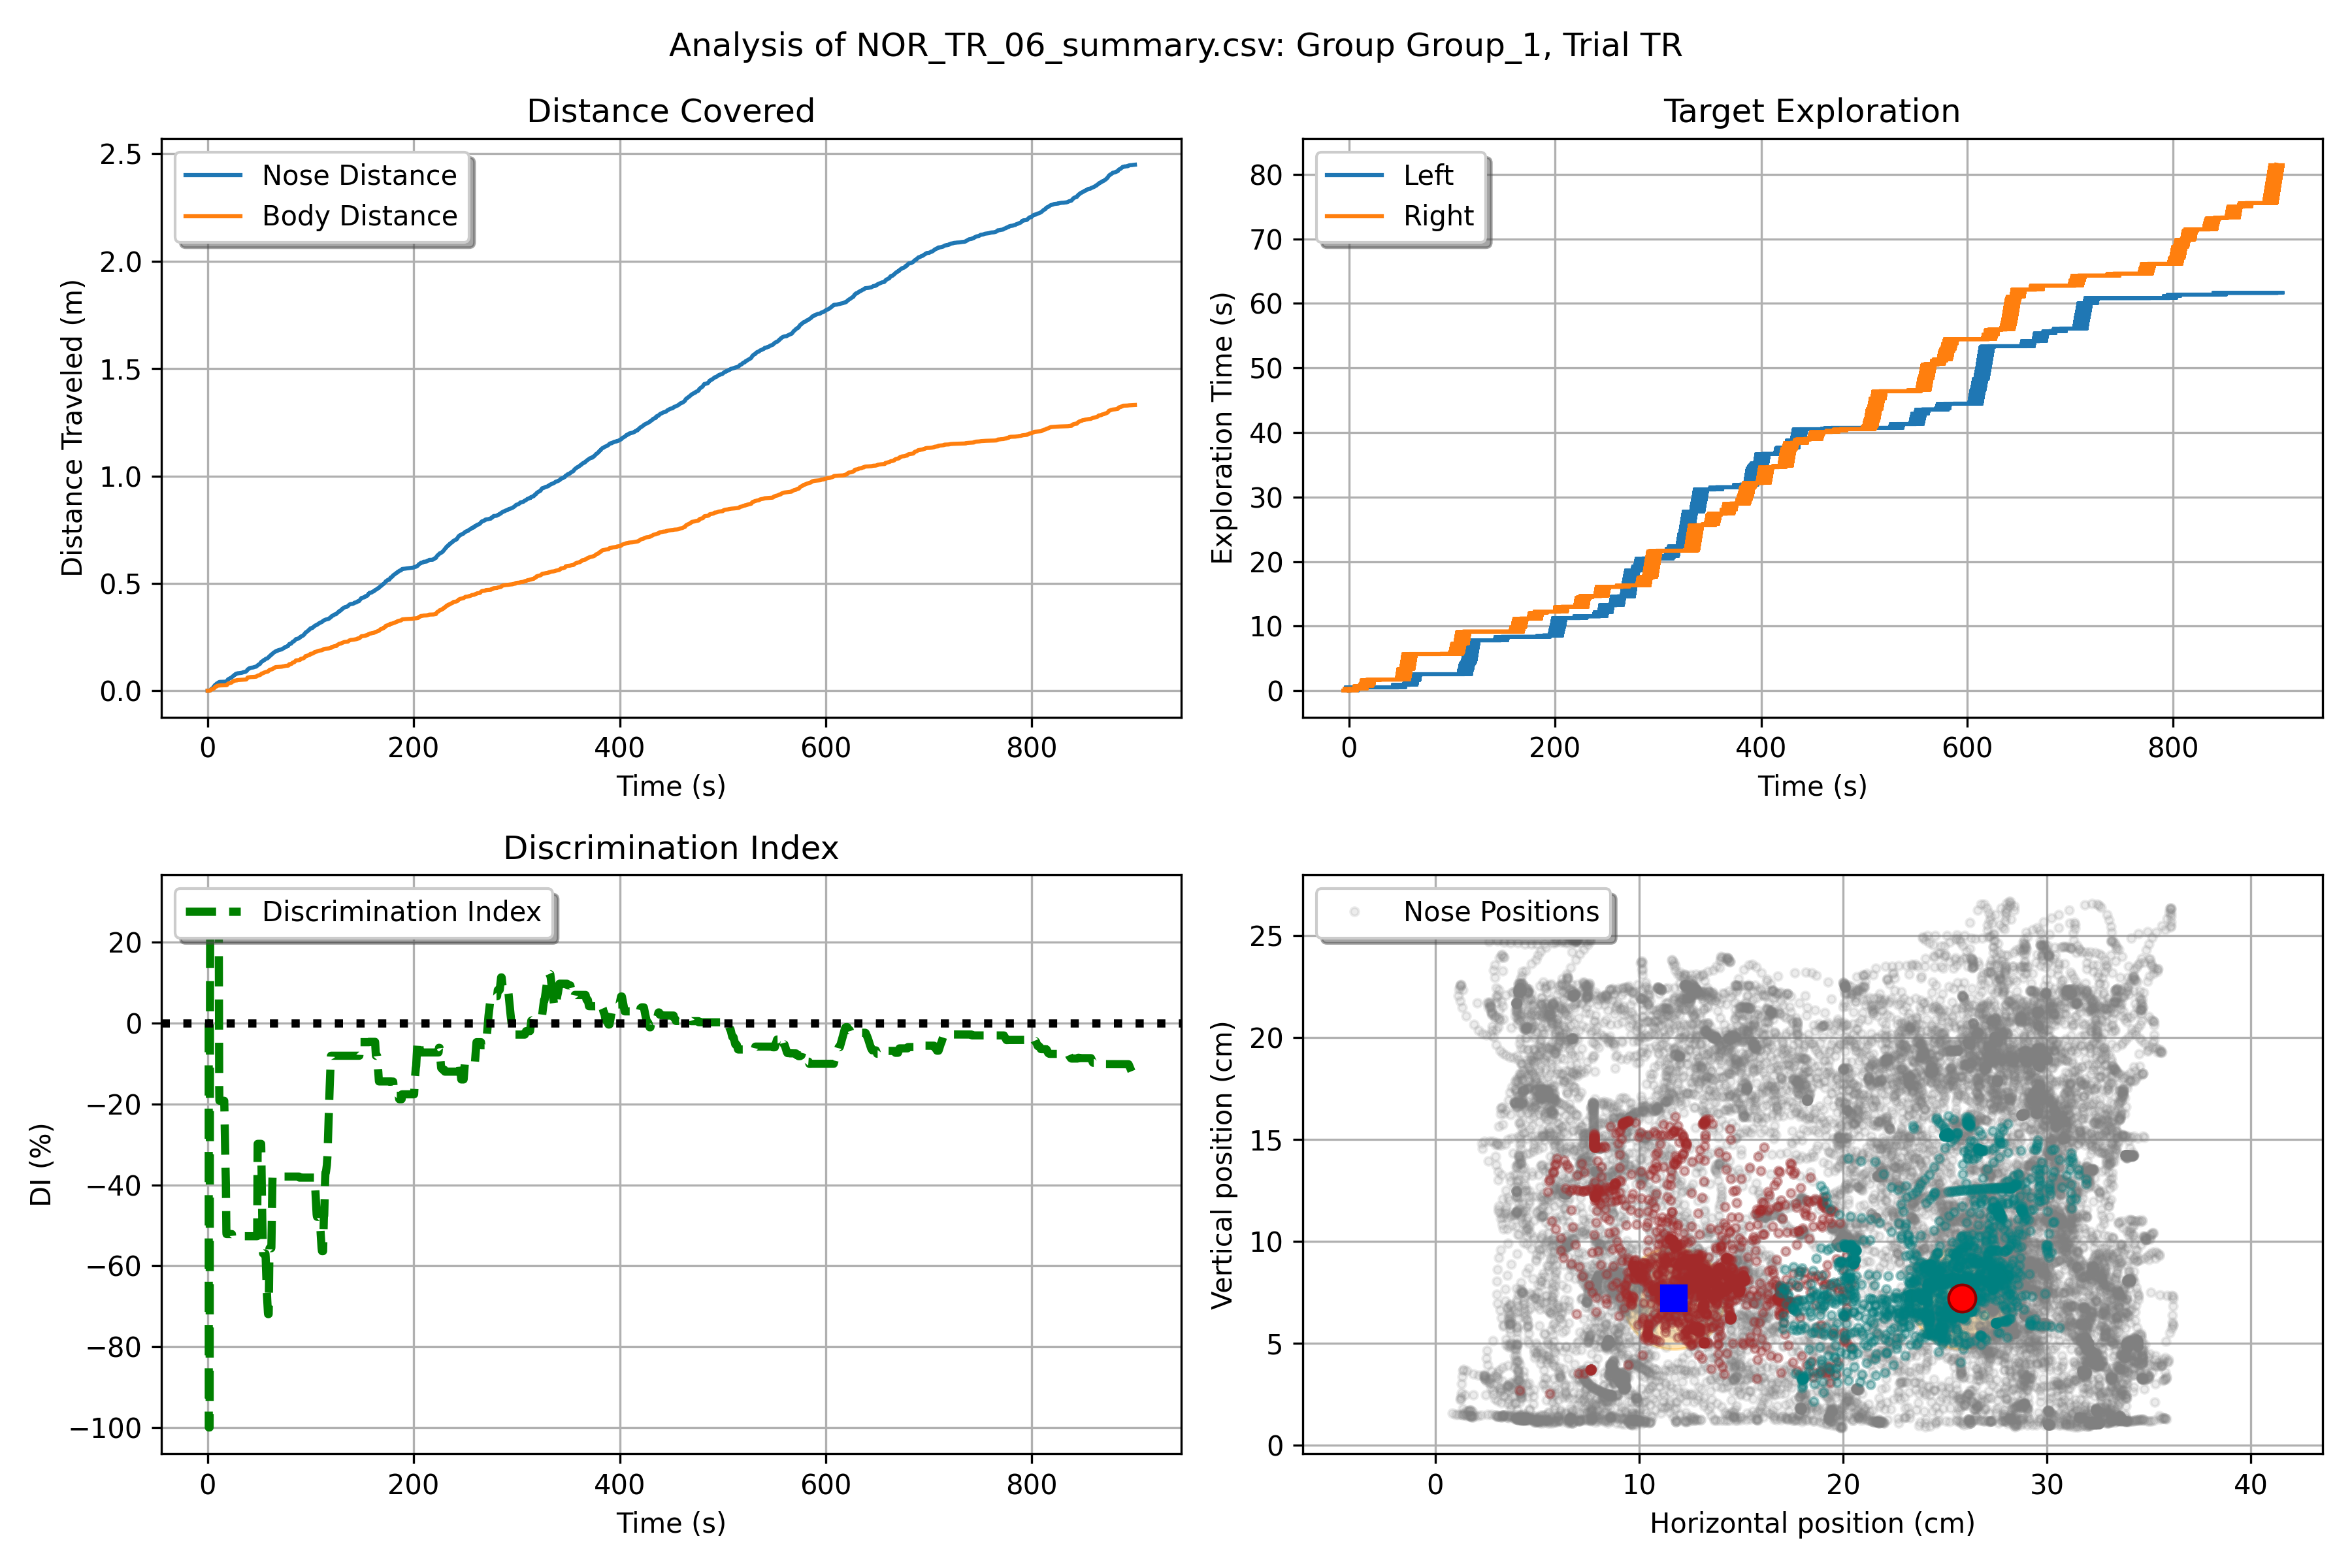 Analysis of NOR_TR_06_summary.csv: Group Group_1, Trial TR
Distance Covered
Nose Distance
Body Distance
2.5
2.0
1.5
1.0
0.5
0.0
Distance Traveled (m)
0 200 400 600 800
Time (s)
Target Exploration
Left
Right
80
70
60
50
40
30
20
10
0
Exploration Time (s)
0 200 400 600 800
Time (s)
Discrimination Index
Discrimination Index
20
0
−20
−40
−60
−80
−100
DI (%)
0 200 400 600 800
Time (s)
Nose Positions
25
20
15
10
5
0
Vertical position (cm)
0 10 20 30 40
Horizontal position (cm)